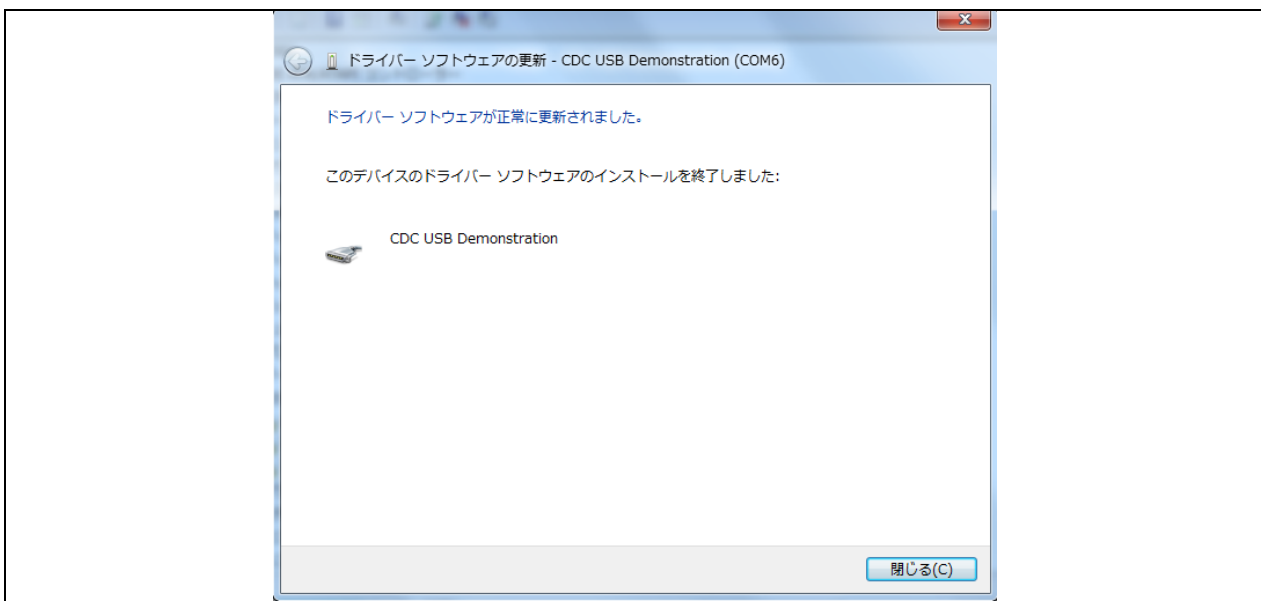 ドライバー ソフトウェアの更新 - CDC USB Demonstration (COM6)
ドライバー ソフトウェアが正常に更新されました。
このデバイスのドライバー ソフトウェアのインストールを終了しました:
CDC USB Demonstration
閉じる(C)